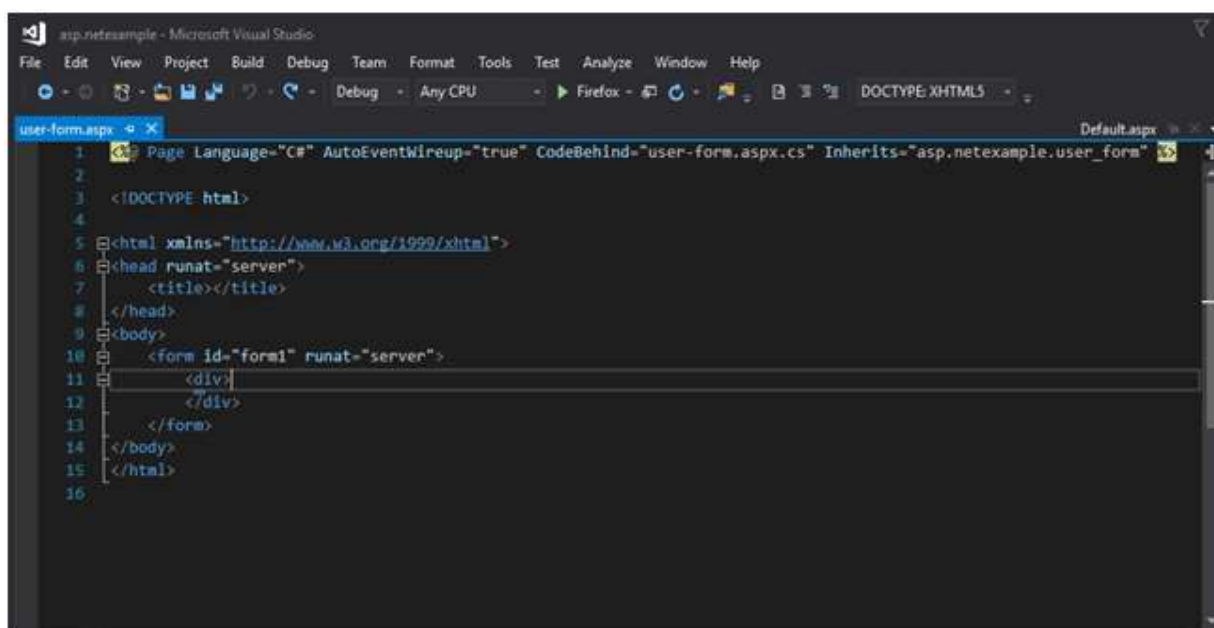 asp.netexample - Microsoft Visual Studio
File Edit View Project Build Debug Team Format Tools Test Analyze Window Help
Debug Any CPU Firefox DOCTYPE: XHTML5
user-form.aspx Default.aspx
1 <%@ Page Language="C#" AutoEventWireup="true" CodeBehind="user-form.aspx.cs" Inherits="asp.netexample.user_form" %>
2
3 <!DOCTYPE html>
4
5 <html xmlns="http://www.w3.org/1999/xhtml">
6 <head runat="server">
7 <title></title>
8 </head>
9 <body>
10 <form id="form1" runat="server">
11 <div>
12 </div>
13 </form>
14 </body>
15 </html>
16